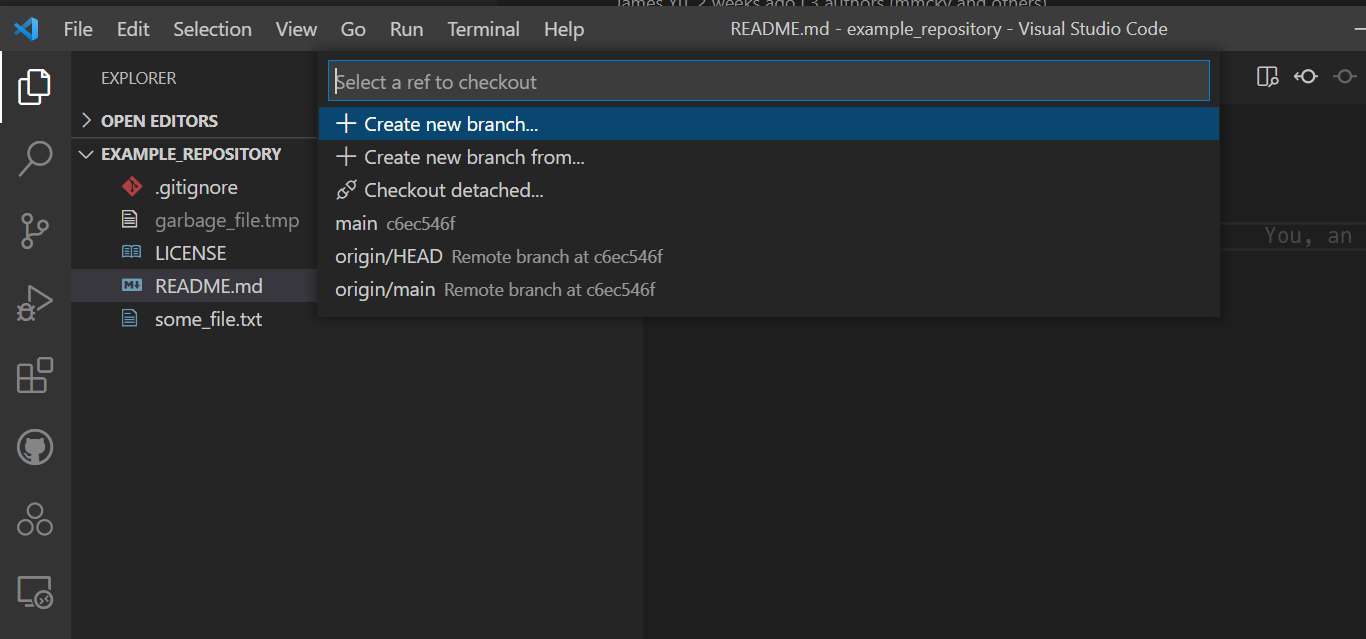 James Yu, 2 weeks ago | 3 authors (mmcky and others)
File Edit Selection View Go Run Terminal Help
README.md - example_repository - Visual Studio Code
EXPLORER
OPEN EDITORS
EXAMPLE_REPOSITORY
.gitignore
garbage_file.tmp
LICENSE
README.md
some_file.txt
Select a ref to checkout
Create new branch...
Create new branch from...
Checkout detached...
main c6ec546f
origin/HEAD Remote branch at c6ec546f
origin/main Remote branch at c6ec546f
You, an